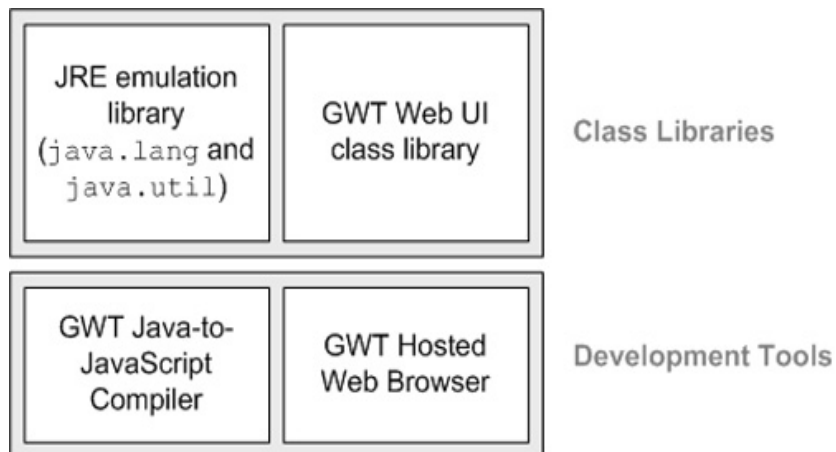 JRE emulation
library
(java.lang and
java.util)
GWT Web UI
class library
Class Libraries
GWT Java-to-
JavaScript
Compiler
GWT Hosted
Web Browser
Development Tools